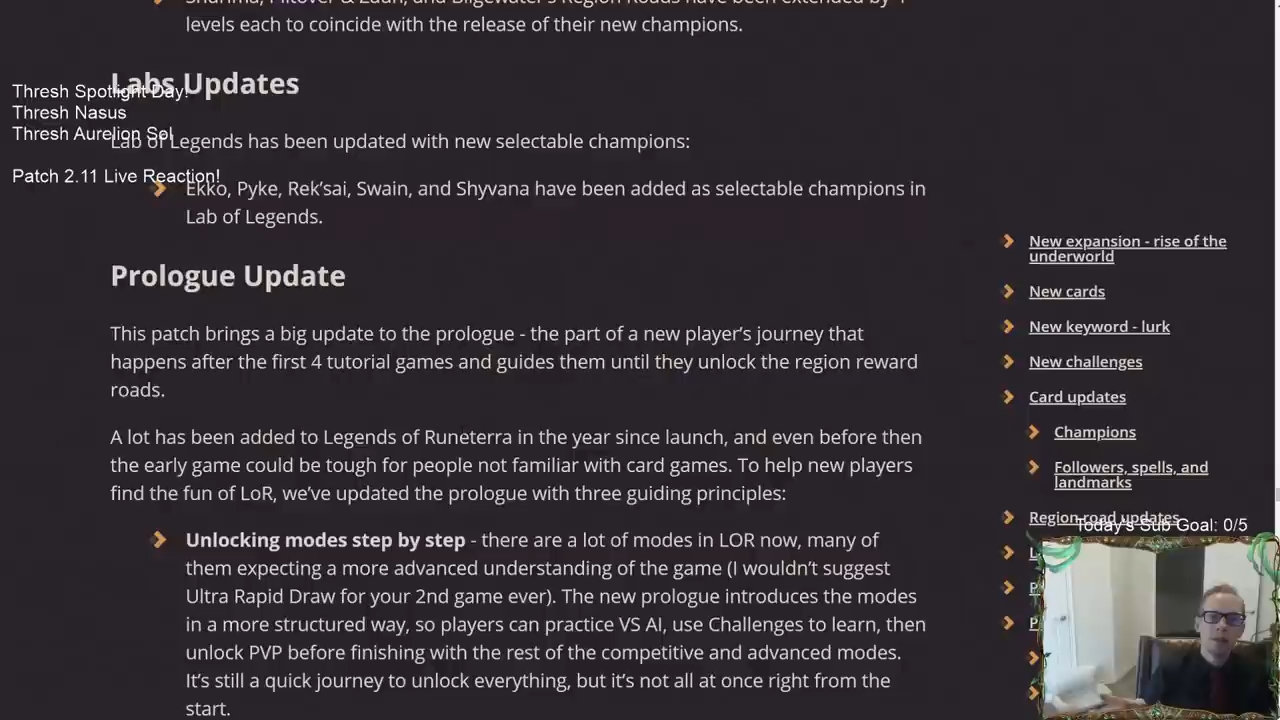 levels each to coincide with the release of their new champions.
Labs Updates
Thresh Spotlight Day!
Thresh Nasus
Thresh Aurelion Sol
Lab of Legends has been updated with new selectable champions:
Patch 2.11 Live Reaction!
Ekko, Pyke, Rek’sai, Swain, and Shyvana have been added as selectable champions in
Lab of Legends.
Prologue Update
This patch brings a big update to the prologue - the part of a new player’s journey that
happens after the first 4 tutorial games and guides them until they unlock the region reward
roads.
A lot has been added to Legends of Runeterra in the year since launch, and even before then
the early game could be tough for people not familiar with card games. To help new players
find the fun of LoR, we’ve updated the prologue with three guiding principles:
Unlocking modes step by step - there are a lot of modes in LOR now, many of
them expecting a more advanced understanding of the game (I wouldn’t suggest
Ultra Rapid Draw for your 2nd game ever). The new prologue introduces the modes
in a more structured way, so players can practice VS AI, use Challenges to learn, then
unlock PVP before finishing with the rest of the competitive and advanced modes.
It’s still a quick journey to unlock everything, but it’s not all at once right from the
start.
New expansion - rise of the
underworld
New cards
New keyword - lurk
New challenges
Card updates
Champions
Followers, spells, and
landmarks
Region road updates
Today's Sub Goal: 0/5